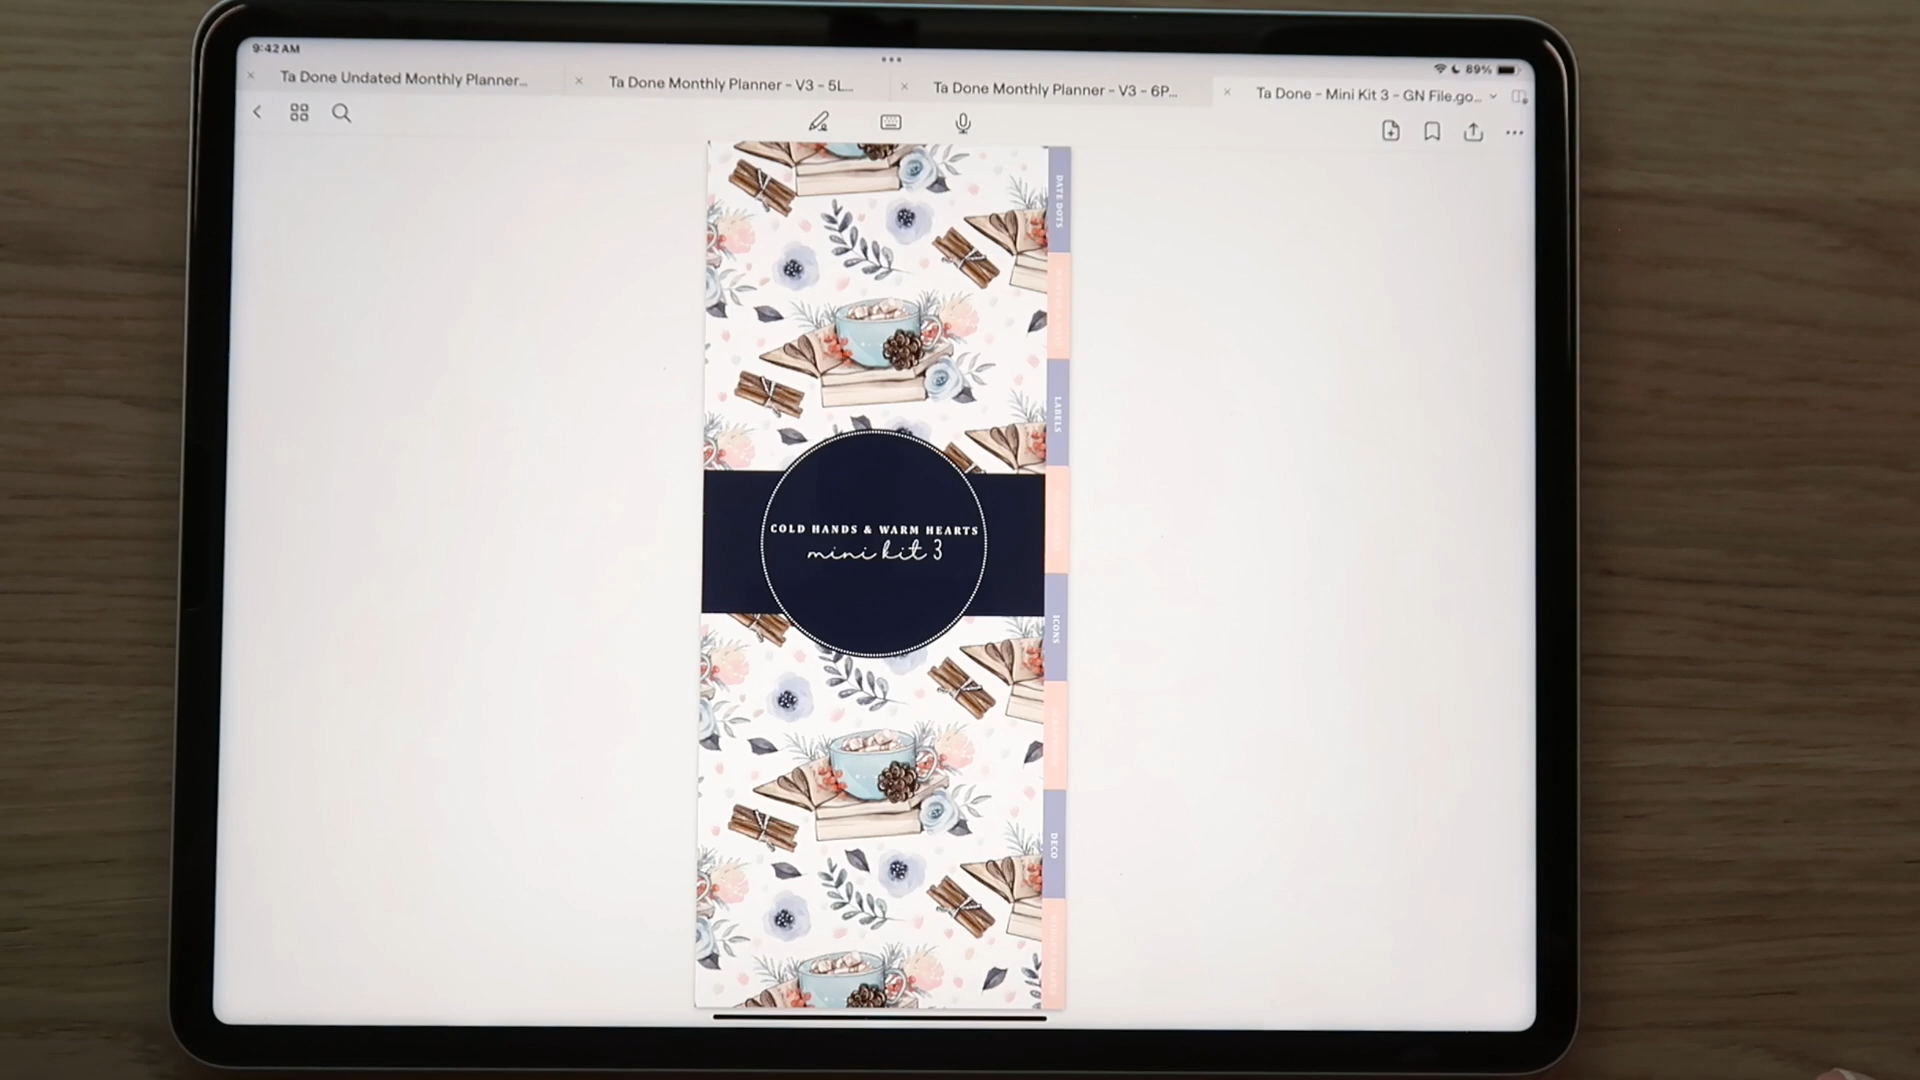 9:42 AM
89%
Ta Done Undated Monthly Planner...
Ta Done Monthly Planner - V3 - 5L...
Ta Done Monthly Planner - V3 - 6P...
Ta Done - Mini Kit 3 - GN File.go...
DATE DOTS
LABELS
COLD HANDS & WARM HEARTS
mini kit 3
ICONS
DECO